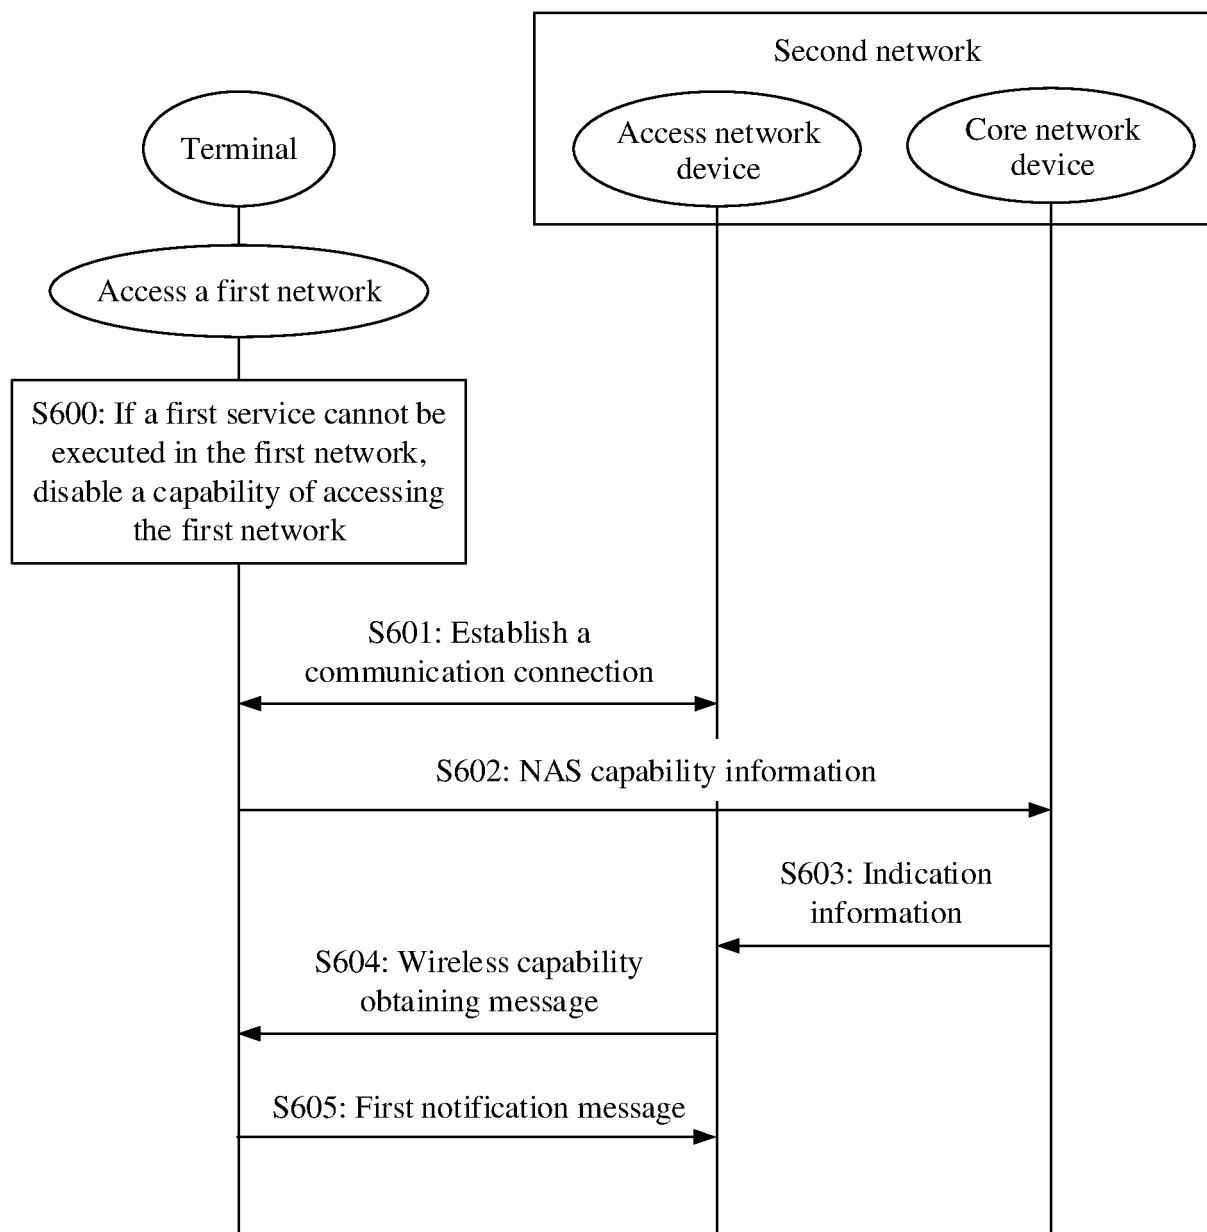 Second network
Terminal
Access network
device
Core network
device
Access a first network
S600: If a first service cannot be
executed in the first network,
disable a capability of accessing
the first network
S601: Establish a
communication connection
S602: NAS capability information
S603: Indication
information
S604: Wireless capability
obtaining message
S605: First notification message